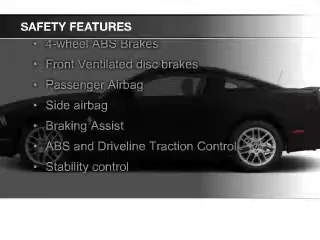 SAFETY FEATURES
• 4-wheel ABS Brakes
• Front Ventilated disc brakes
• Passenger Airbag
• Side airbag
• Braking Assist
• ABS and Driveline Traction Control
• Stability control